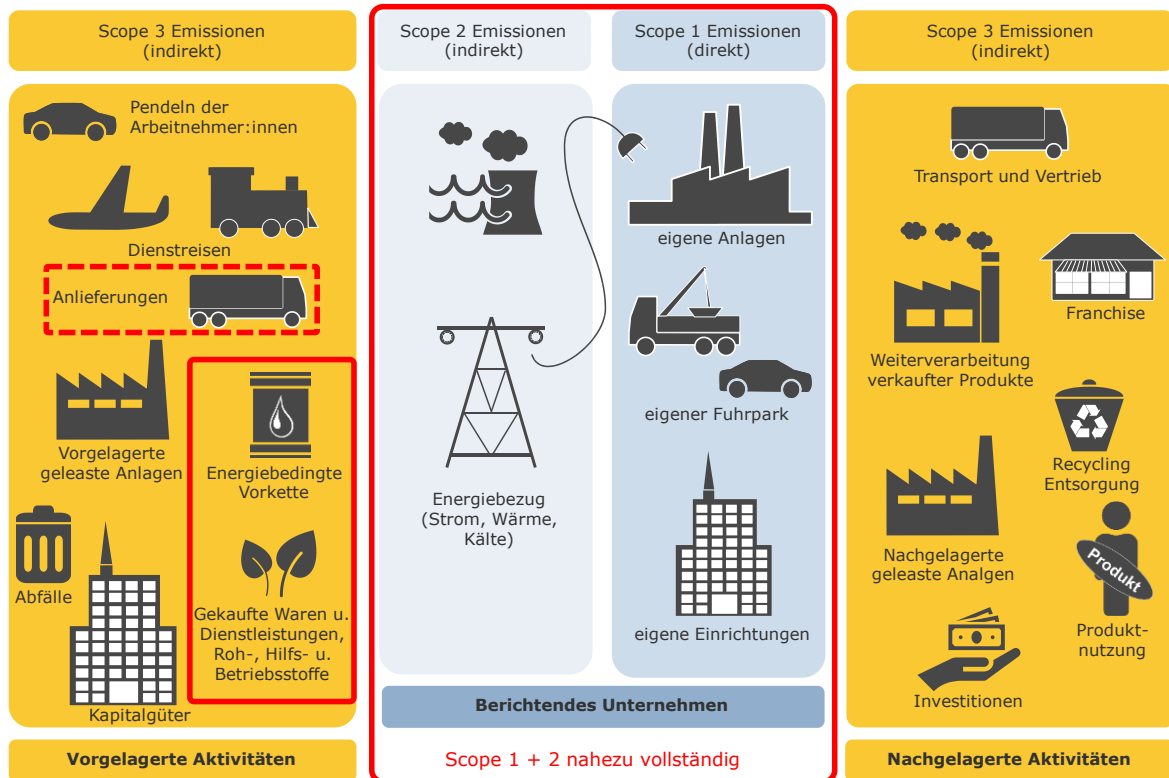 Scope 3 Emissionen
(indirekt)
Pendeln der
Arbeitnehmer:innen
Dienstreisen
Anlieferungen
Vorgelagerte
geleaste Anlagen
Energiebedingte
Vorkette
Abfälle
Gekaufte Waren u.
Dienstleistungen,
Roh-, Hilfs- u.
Betriebsstoffe
Kapitalgüter
Vorgelagerte Aktivitäten
Scope 2 Emissionen
(indirekt)
Energiebezug
(Strom, Wärme,
Kälte)
Scope 1 Emissionen
(direkt)
eigene Anlagen
eigener Fuhrpark
eigene Einrichtungen
Berichtendes Unternehmen
Scope 1 + 2 nahezu vollständig
Scope 3 Emissionen
(indirekt)
Transport und Vertrieb
Franchise
Weiterverarbeitung
verkaufter Produkte
Recycling
Entsorgung
Nachgelagerte
geleaste Analgen
Produkt
Produkt-
nutzung
Investitionen
Nachgelagerte Aktivitäten